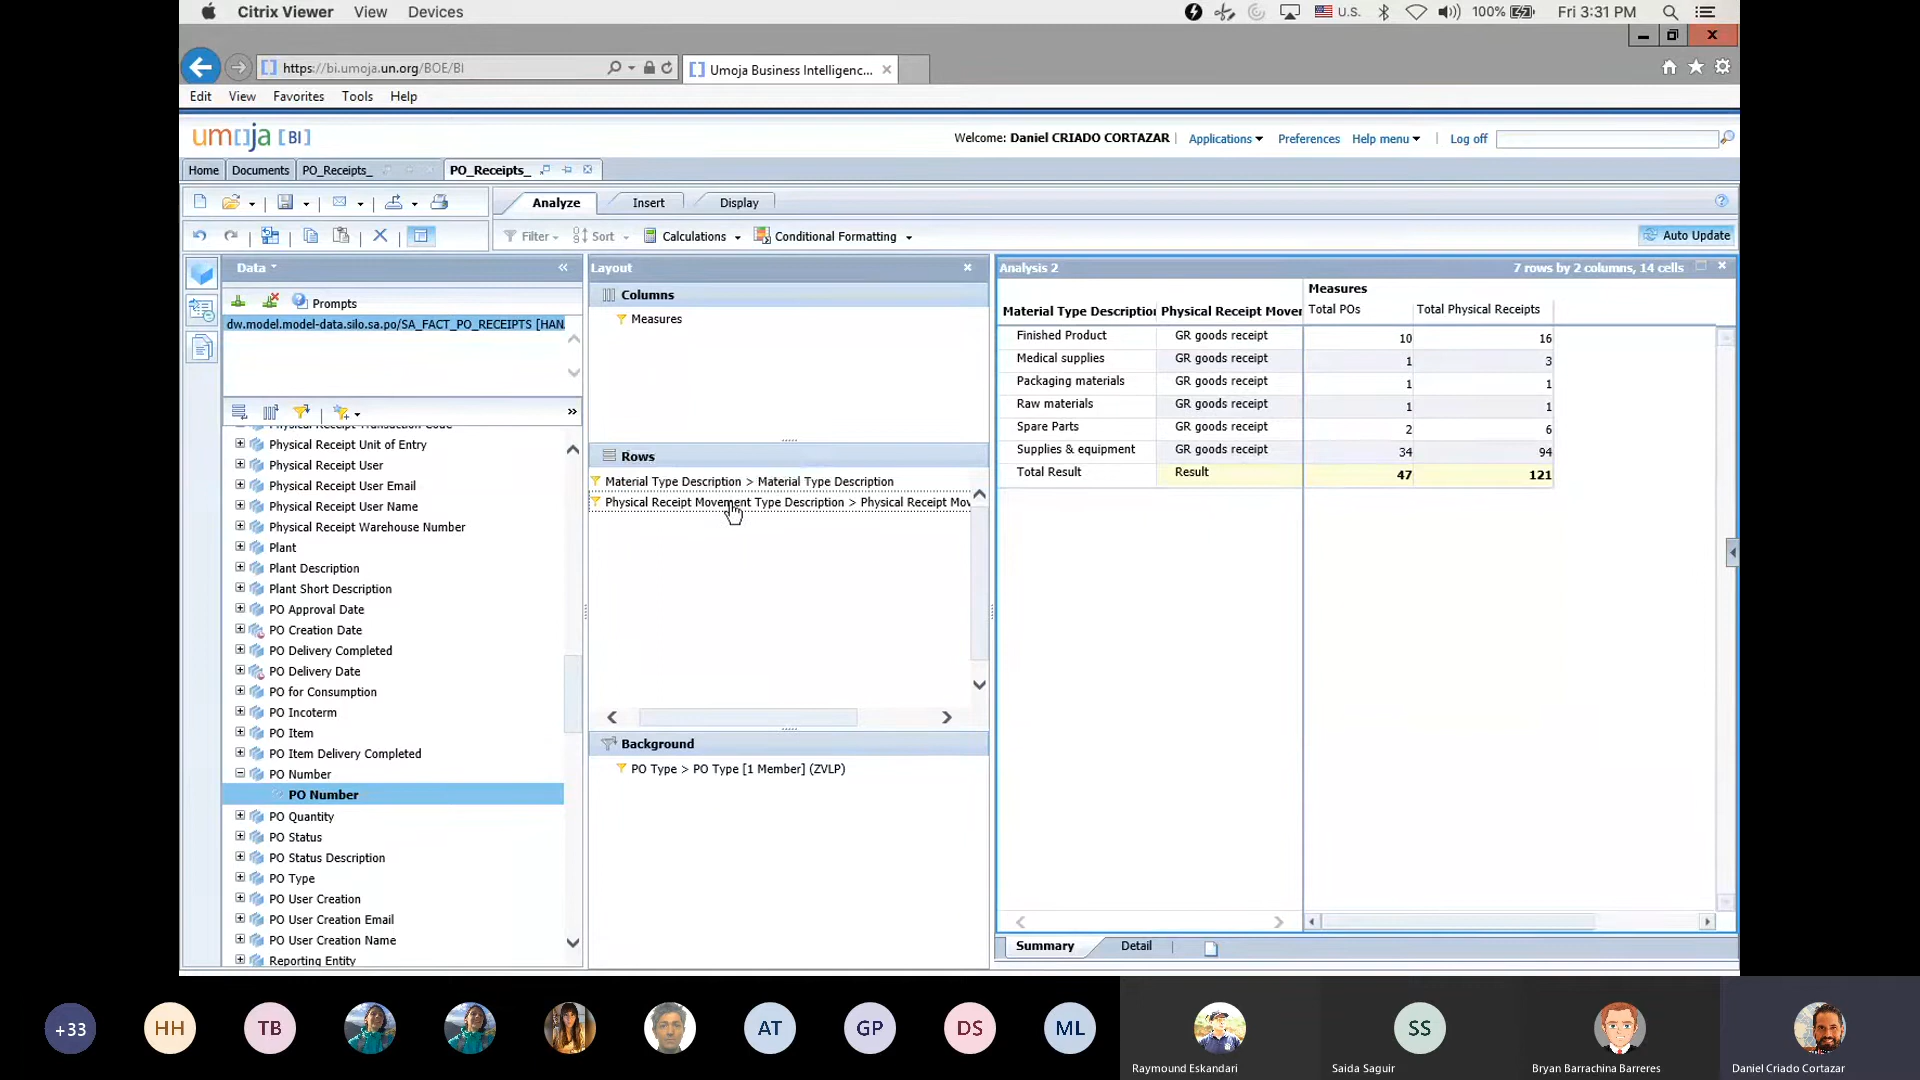 Citrix Viewer View Devices
U.S. 100% Fri 3:31 PM
https://bi.umoja.un.org/BOE/BI
Umoja Business Intelligenc...
Edit View Favorites Tools Help
um[]ja [BI]
Welcome: Daniel CRIADO CORTAZAR Applications Preferences Help menu Log off
Home Documents PO_Receipts_ PO_Receipts_
Analyze Insert Display
Filter Sort Calculations Conditional Formatting Auto Update
Data
Prompts
dw.model.model-data.silo.sa.po/SA_FACT_PO_RECEIPTS [HAN
Physical Receipt Transaction Code
Physical Receipt Unit of Entry
Physical Receipt User
Physical Receipt User Email
Physical Receipt User Name
Physical Receipt Warehouse Number
Plant
Plant Description
Plant Short Description
PO Approval Date
PO Creation Date
PO Delivery Completed
PO Delivery Date
PO for Consumption
PO Incoterm
PO Item
PO Item Delivery Completed
PO Number
PO Number
PO Quantity
PO Status
PO Status Description
PO Type
PO User Creation
PO User Creation Email
PO User Creation Name
Reporting Entity
Layout
Columns
Measures
Rows
Material Type Description > Material Type Description
Physical Receipt Movement Type Description > Physical Receipt Mov
Background
PO Type > PO Type [1 Member] (ZVLP)
Analysis 2 7 rows by 2 columns, 14 cells
Measures
Material Type Description Physical Receipt Mover Total POs Total Physical Receipts
Finished Product GR goods receipt 10 16
Medical supplies GR goods receipt 1 3
Packaging materials GR goods receipt 1 1
Raw materials GR goods receipt 1 1
Spare Parts GR goods receipt 2 6
Supplies & equipment GR goods receipt 34 94
Total Result Result 47 121
Summary Detail
+33 HH TB AT GP DS ML SS
Raymound Eskandari Saida Saguir Bryan Barrachina Barreres Daniel Criado Cortazar